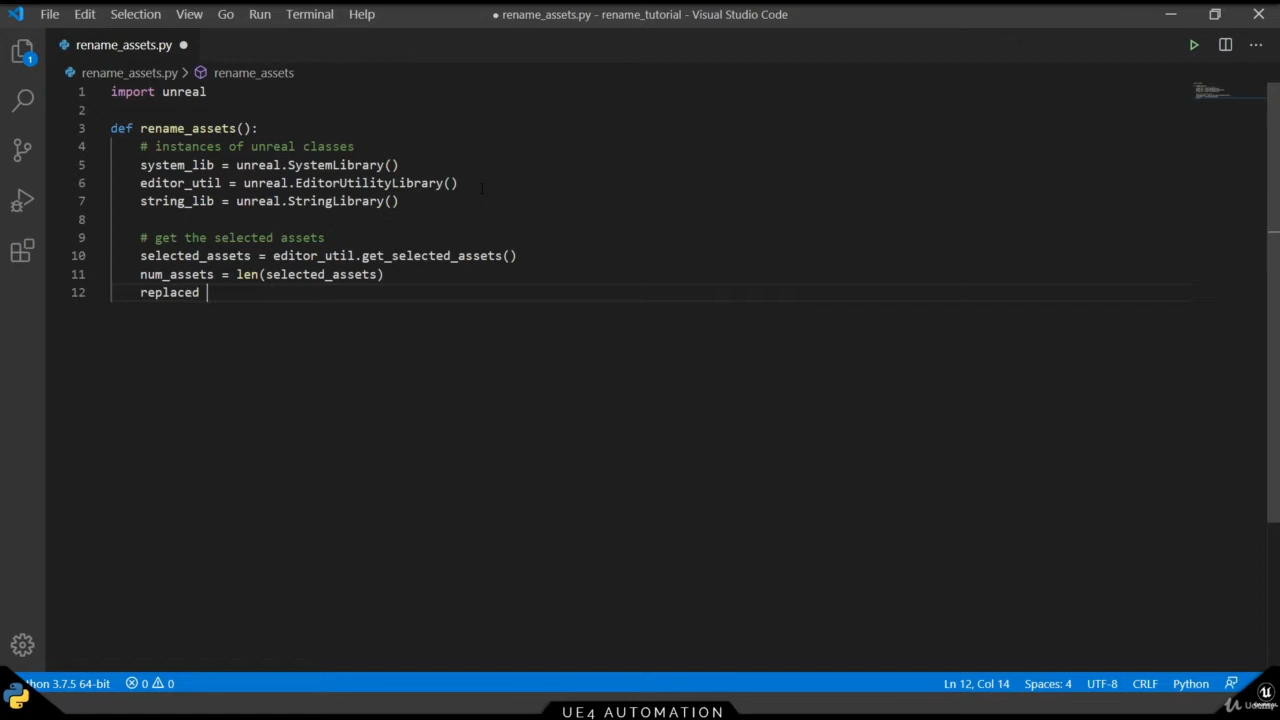 File Edit Selection View Go Run Terminal Help ● rename_assets.py - rename_tutorial - Visual Studio Code
rename_assets.py ●
rename_assets.py > rename_assets
1 import unreal
2
3 def rename_assets():
4 # instances of unreal classes
5 system_lib = unreal.SystemLibrary()
6 editor_util = unreal.EditorUtilityLibrary()
7 string_lib = unreal.StringLibrary()
8
9 # get the selected assets
10 selected_assets = editor_util.get_selected_assets()
11 num_assets = len(selected_assets)
12 replaced
1
thon 3.7.5 64-bit 0 0 Ln 12, Col 14 Spaces: 4 UTF-8 CRLF Python
UE4 AUTOMATION